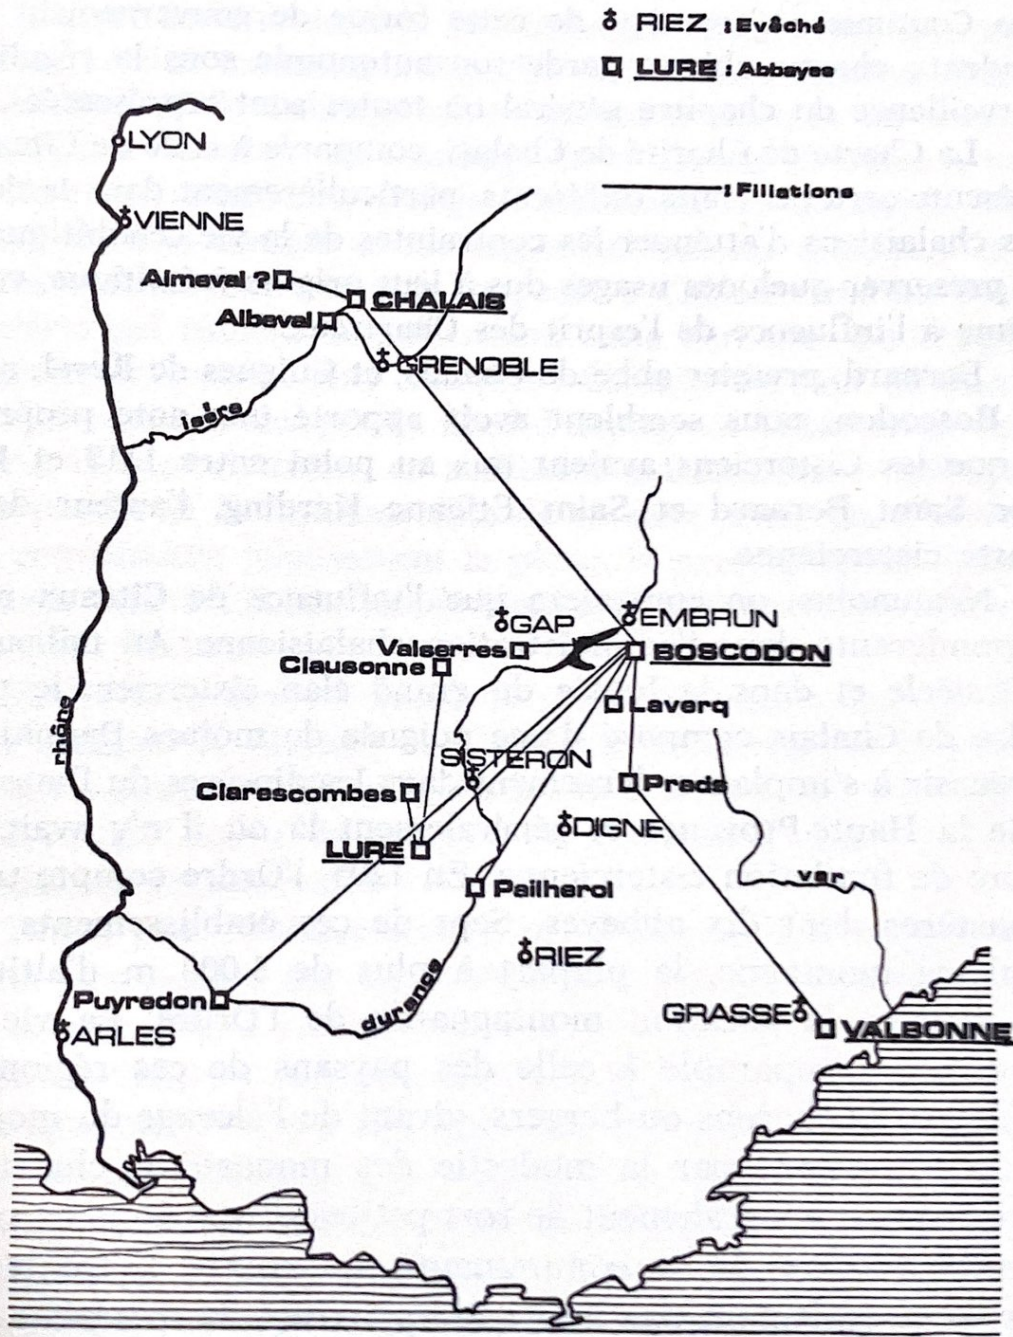 RIEZ : Evêché
LURE : Abbayes
: Filiations
LYON
VIENNE
Almeval ?
CHALAIS
Albeval
GRENOBLE
isère
GAP
EMBRUN
Valserres
BOSCODON
Clausonne
Laverq
rhône
SISTERON
Clarescombes
Prads
DIGNE
LURE
var
Pailherol
RIEZ
durance
Puyredon
GRASSE
ARLES
VALBONNE